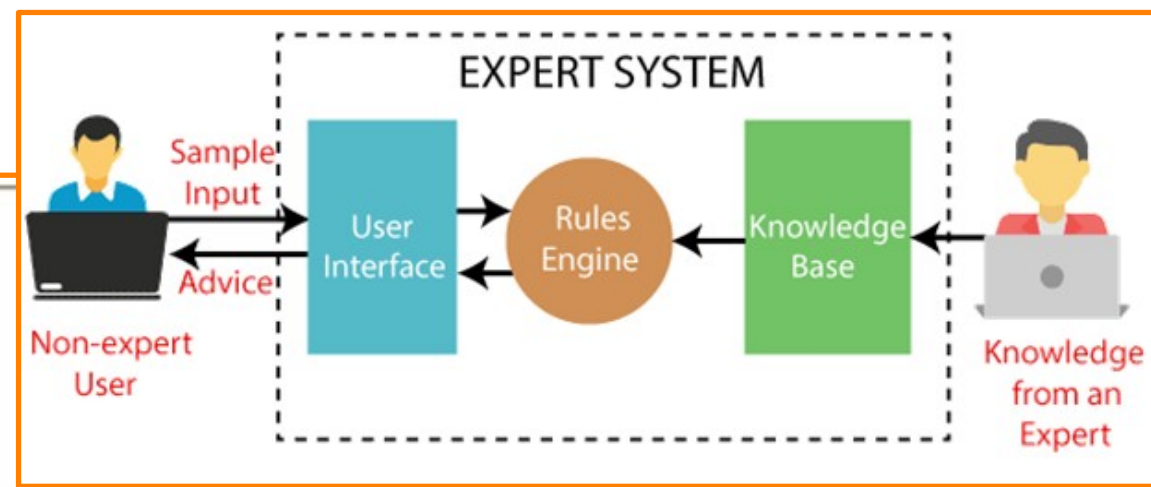 EXPERT SYSTEM
Sample
Input
Advice
Non-expert
User
User
Interface
Rules
Engine
Knowledge
Base
Knowledge
from an
Expert